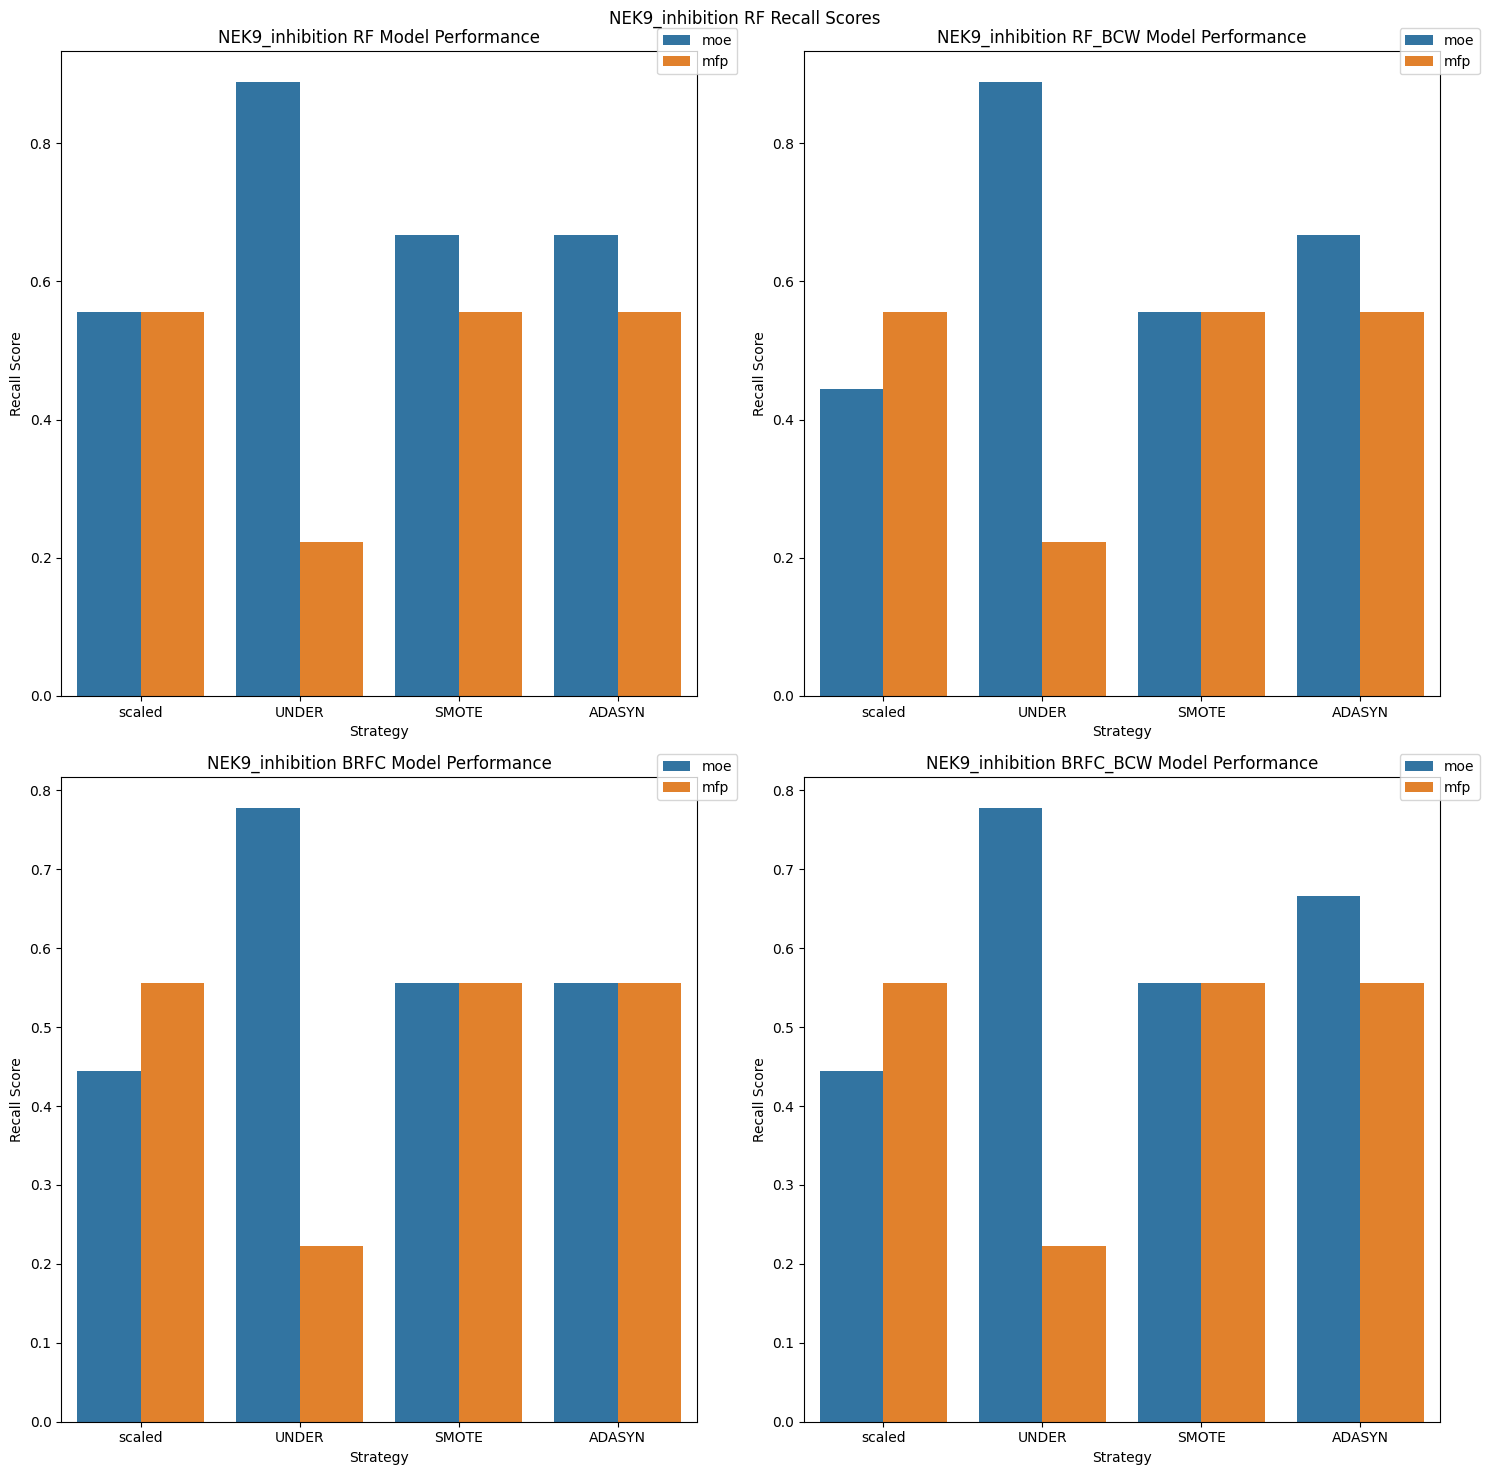 NEK9_inhibition RF Recall Scores
NEK9_inhibition RF Model Performance
moe
mfp
Recall Score
0.8
0.6
0.4
0.2
0.0
scaled UNDER SMOTE ADASYN
Strategy
NEK9_inhibition RF_BCW Model Performance
moe
mfp
Recall Score
0.8
0.6
0.4
0.2
0.0
scaled UNDER SMOTE ADASYN
Strategy
NEK9_inhibition BRFC Model Performance
moe
mfp
Recall Score
0.8
0.7
0.6
0.5
0.4
0.3
0.2
0.1
0.0
scaled UNDER SMOTE ADASYN
Strategy
NEK9_inhibition BRFC_BCW Model Performance
moe
mfp
Recall Score
0.8
0.7
0.6
0.5
0.4
0.3
0.2
0.1
0.0
scaled UNDER SMOTE ADASYN
Strategy